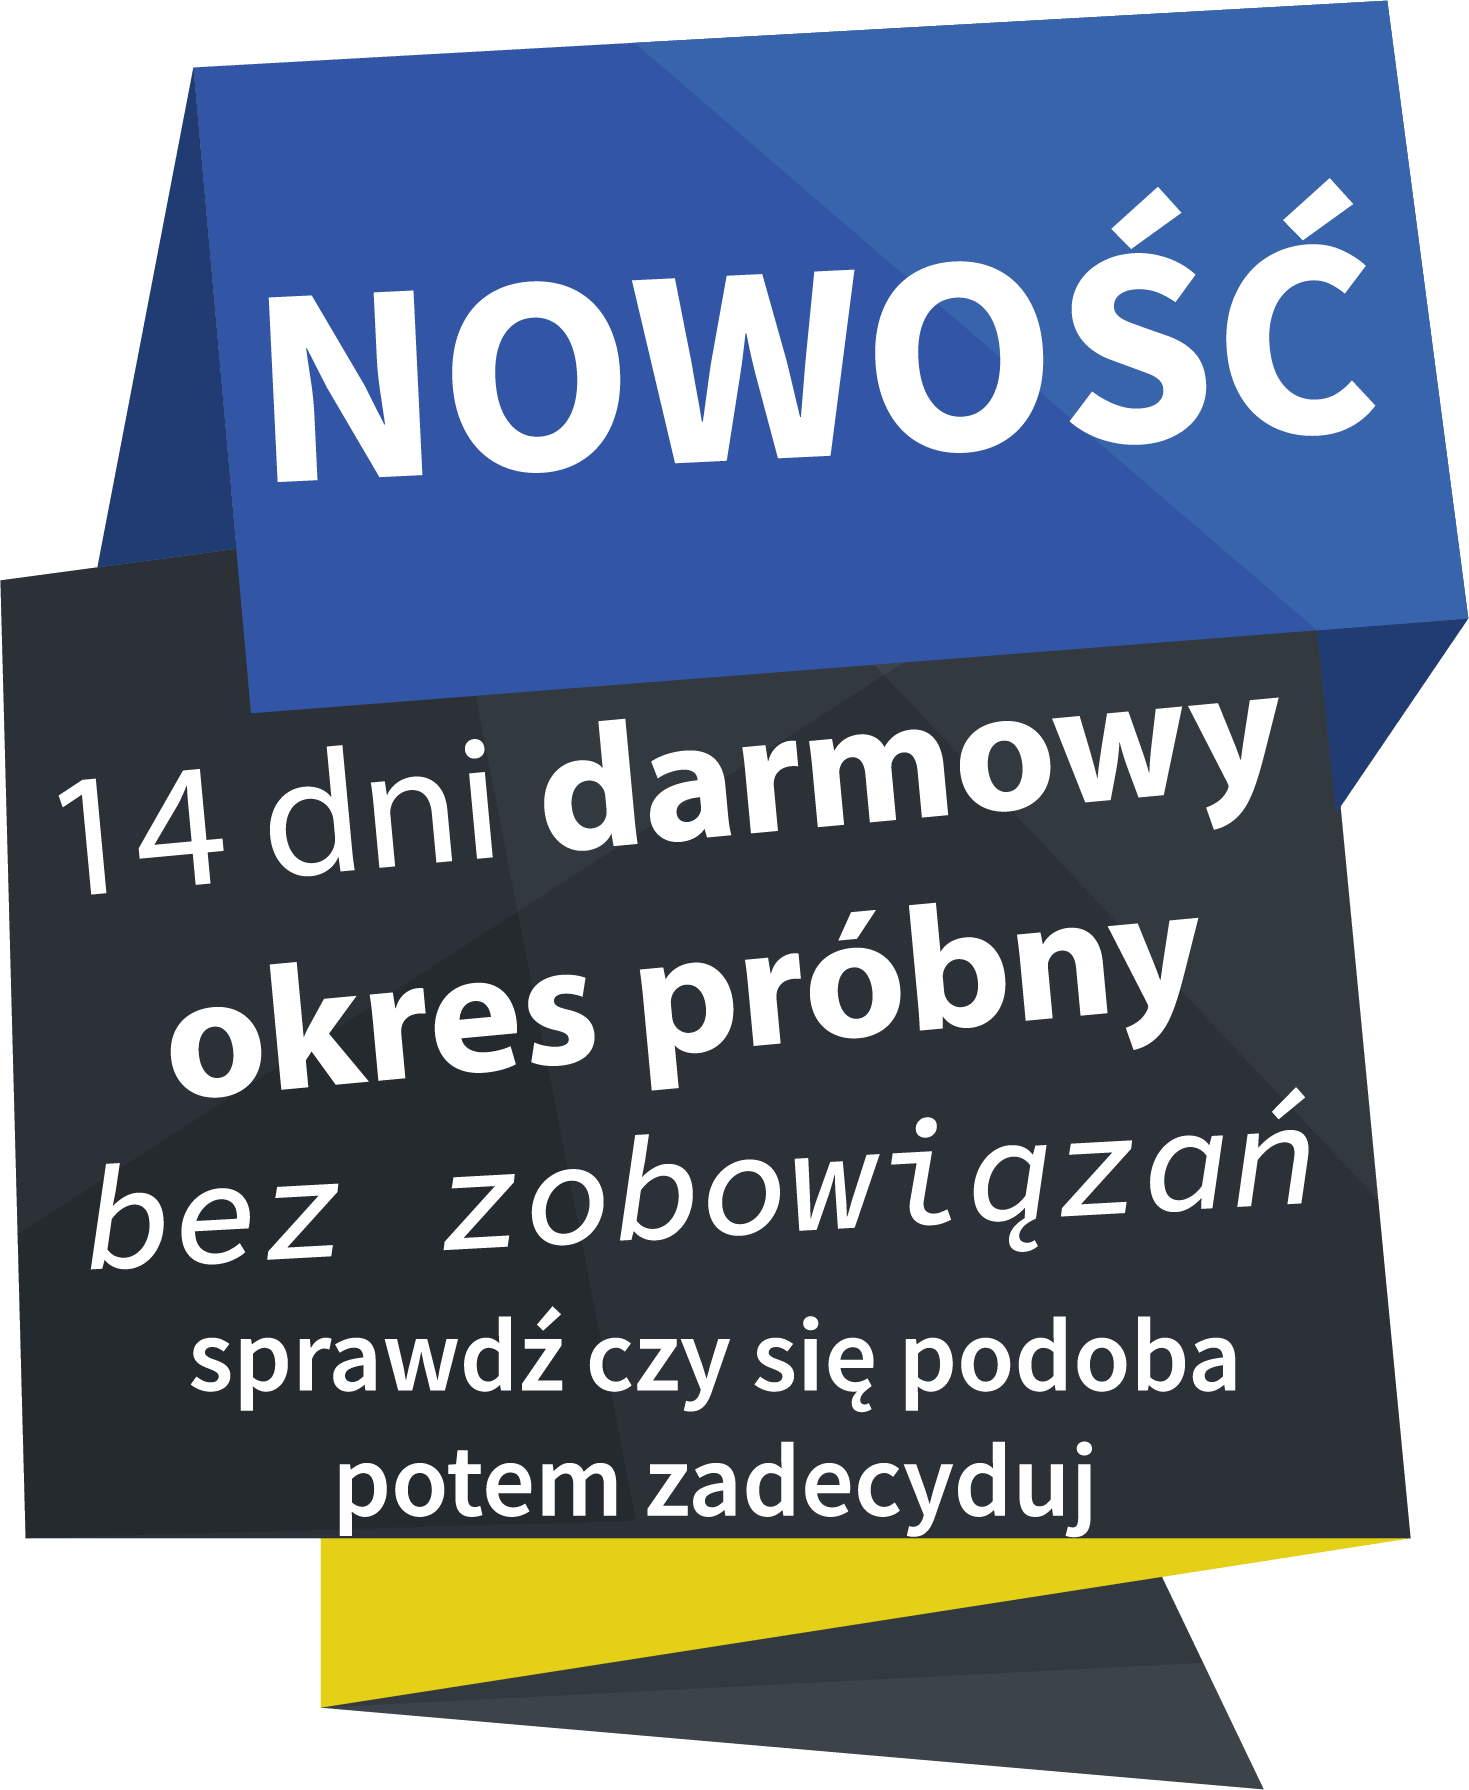 NOWOŚĆ
14 dni darmowy
okres próbny
bez zobowiązań
sprawdź czy się podoba
potem zadecyduj